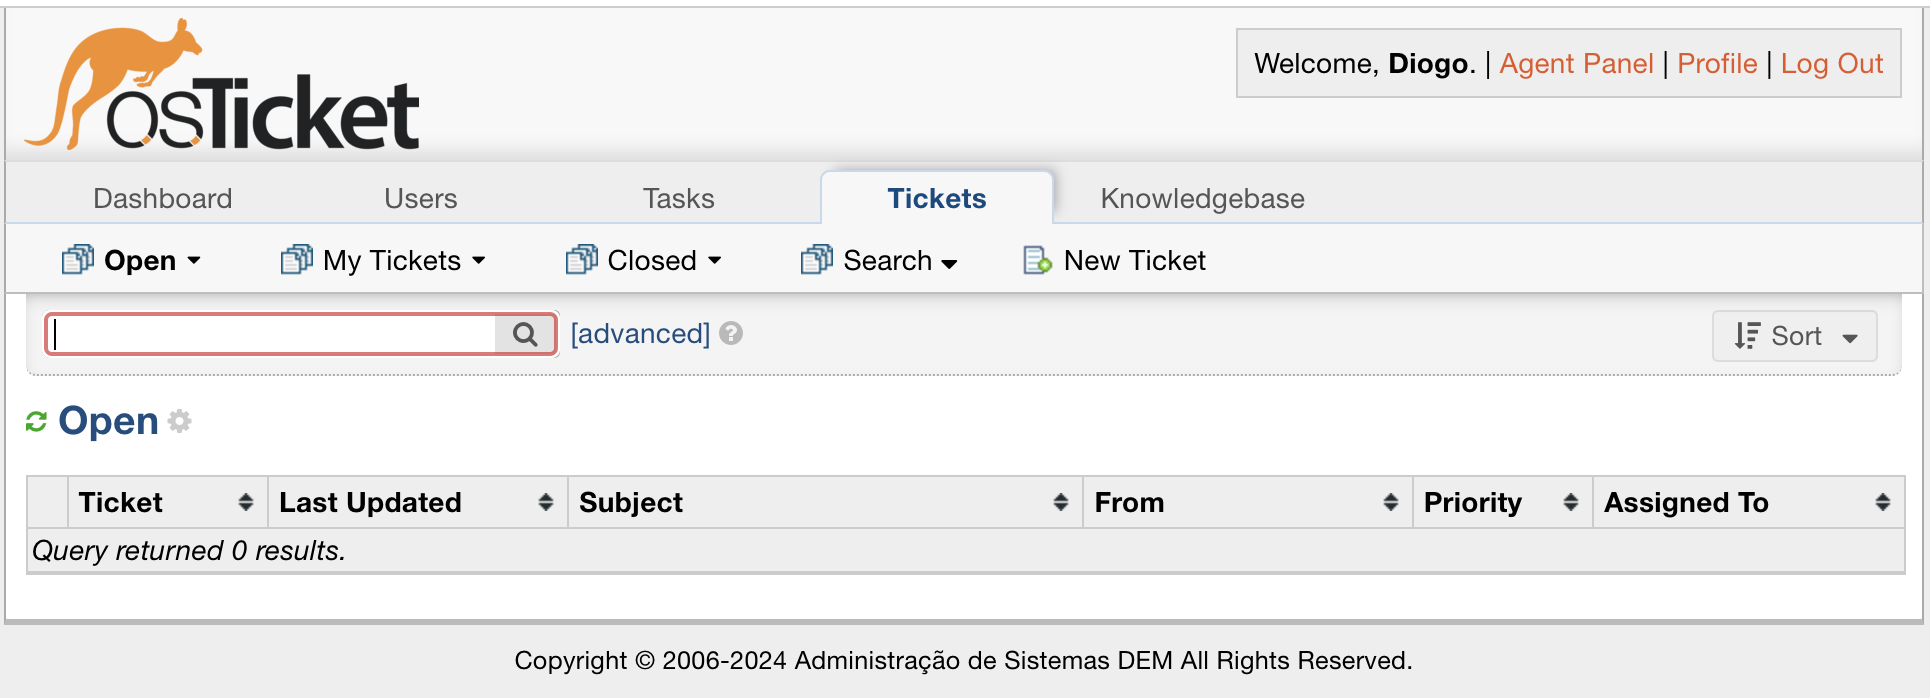 osTicket
Welcome, Diogo. | Agent Panel | Profile | Log Out
Dashboard Users Tasks Tickets Knowledgebase
Open My Tickets Closed Search New Ticket
[advanced] ? Sort
Open
Ticket Last Updated Subject From Priority Assigned To
Query returned 0 results.
Copyright © 2006-2024 Administração de Sistemas DEM All Rights Reserved.